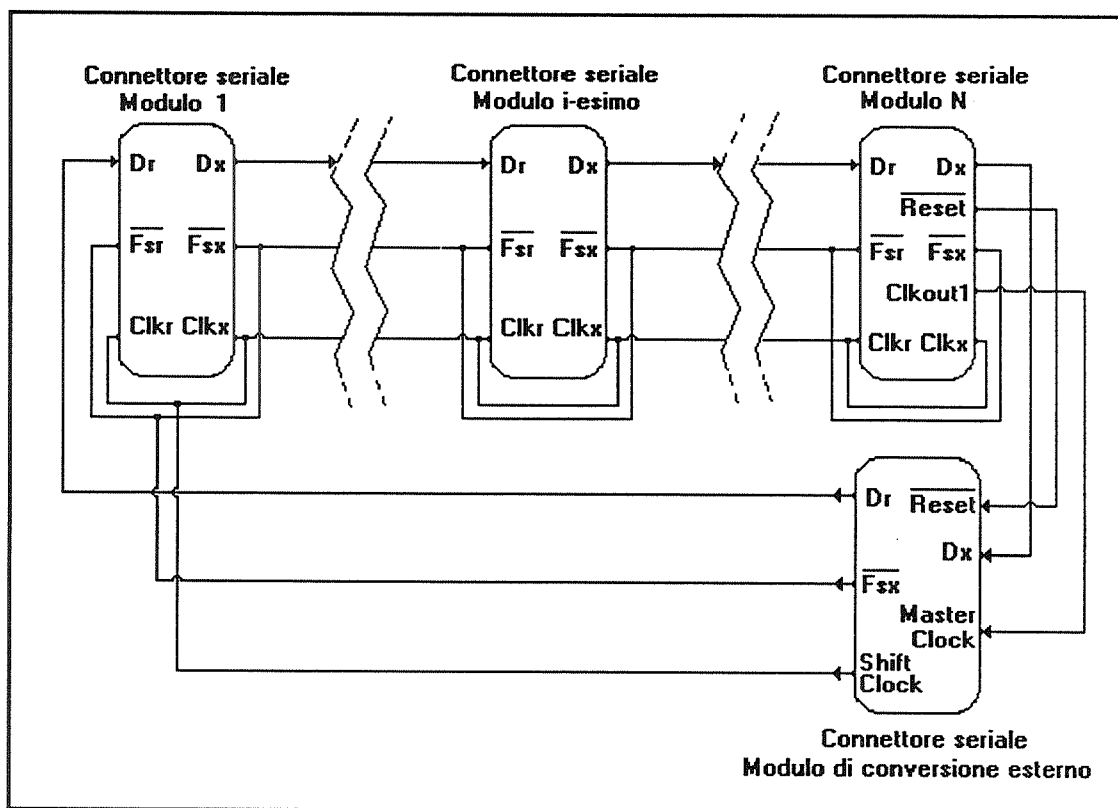 Connettore seriale
Modulo 1
Connettore seriale
Modulo i-esimo
Connettore seriale
Modulo N
Dr Dx
Fsr Fsx
Clkr Clkx
Dr Dx
Fsr Fsx
Clkr Clkx
Dr Dx
Reset
Fsr Fsx
Clkout1
Clkr Clkx
Dr Reset
Dx
Fsx
Master
Clock
Shift
Clock
Connettore seriale
Modulo di conversione esterno